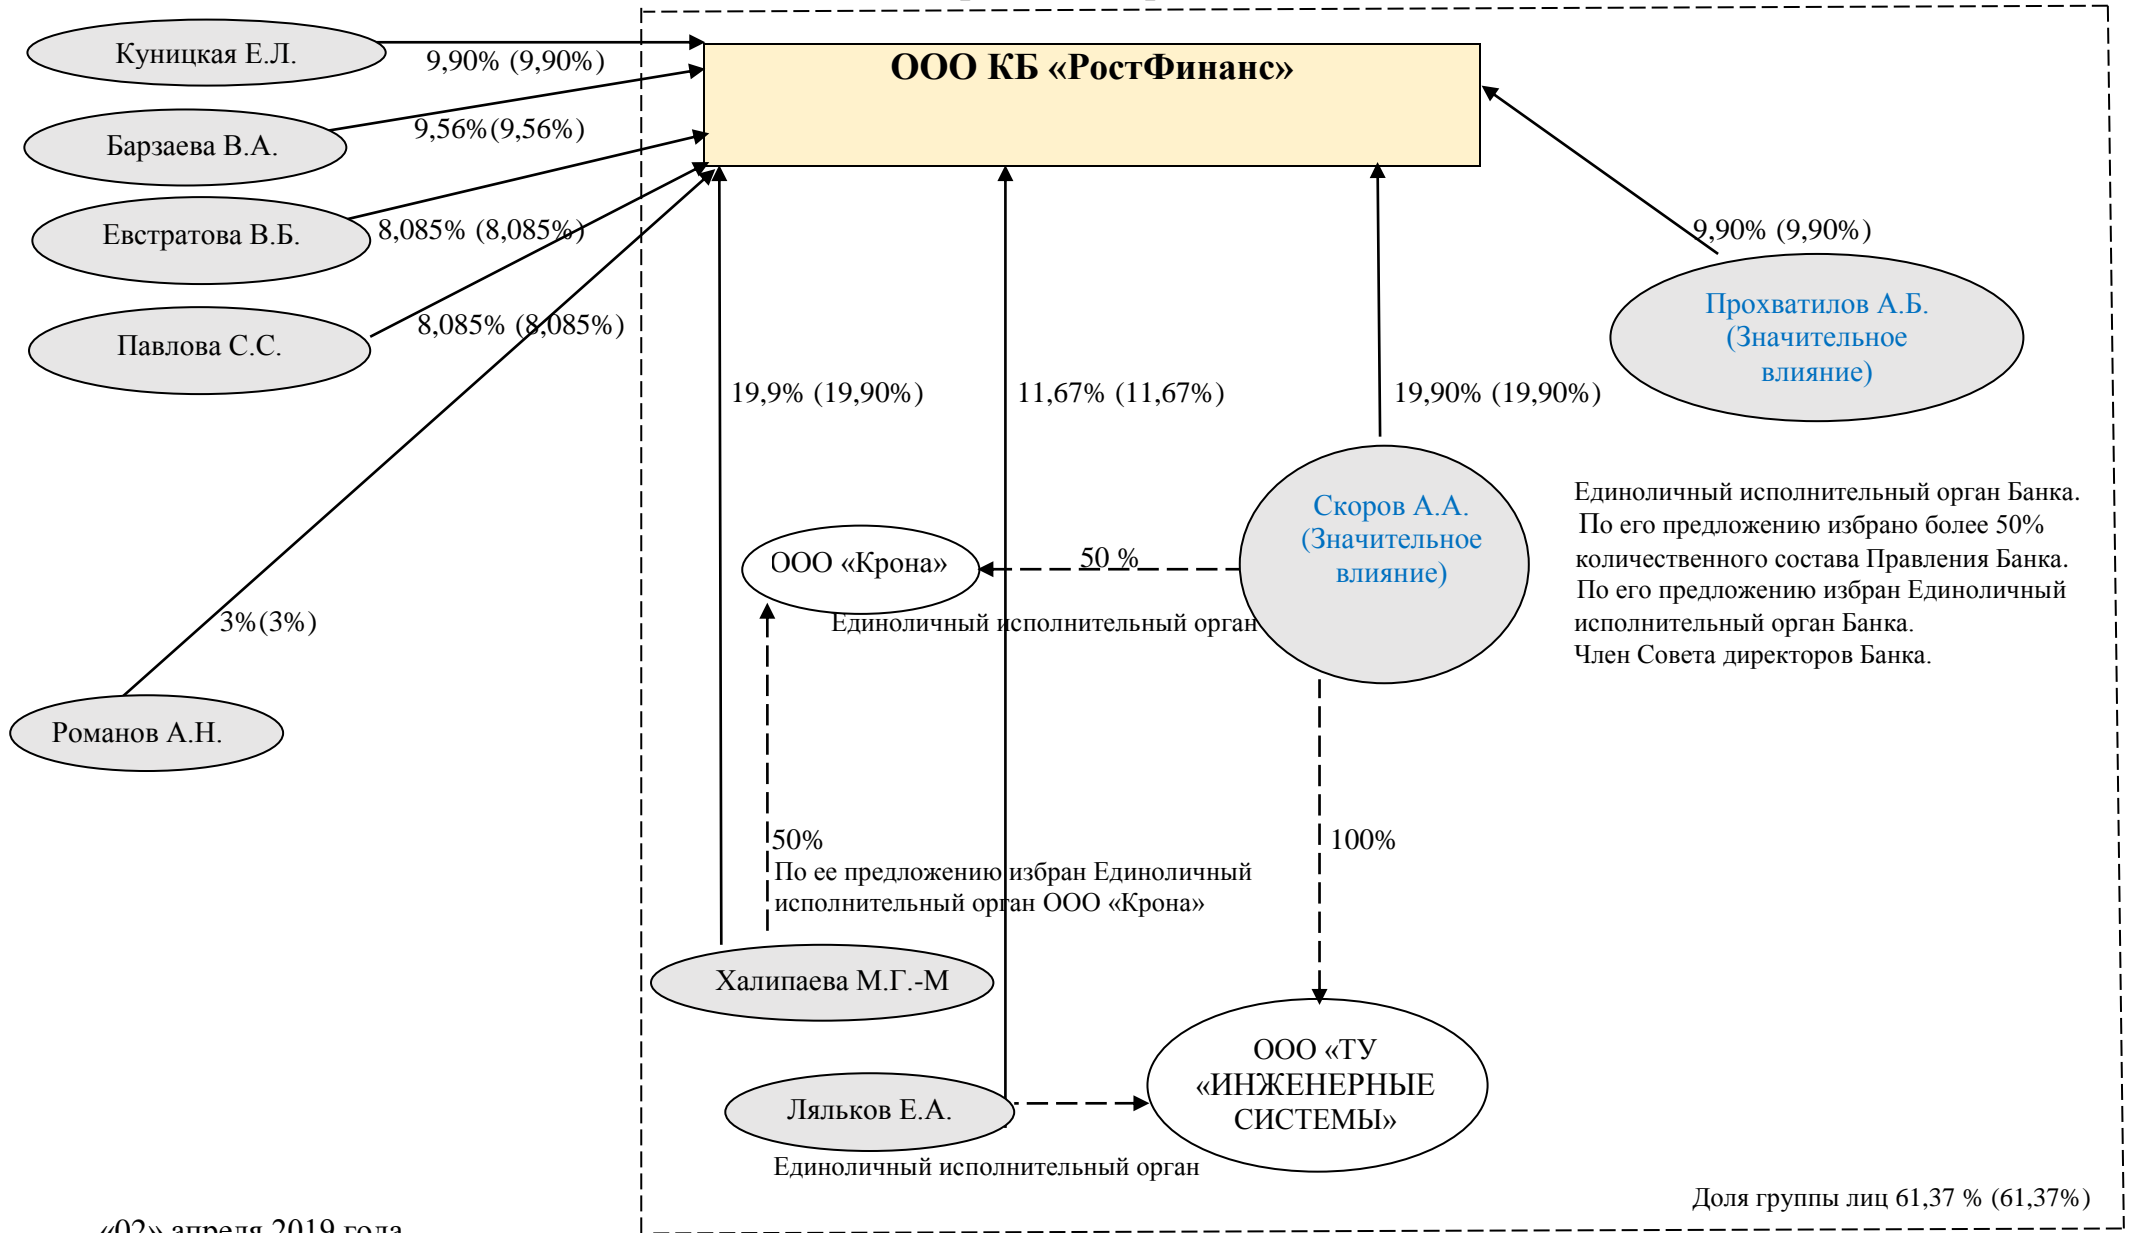 ООО КБ «РостФинанс»
Куницкая Е.Л.
9,90% (9,90%)
Барзаева В.А.
9,56%(9,56%)
Евстратова В.Б.
8,085% (8,085%)
9,90% (9,90%)
Павлова С.С.
8,085% (8,085%)
Прохватилов А.Б.
(Значительное
влияние)
19,9% (19,90%)
11,67% (11,67%)
19,90% (19,90%)
Единоличный исполнительный орган Банка.
По его предложению избрано более 50%
количественного состава Правления Банка.
По его предложению избран Единоличный
исполнительный орган Банка.
Член Совета директоров Банка.
Скоров А.А.
(Значительное
влияние)
ООО «Крона»
50 %
Единоличный исполнительный орган
3%(3%)
Романов А.Н.
50%
По ее предложению избран Единоличный
исполнительный орган ООО «Крона»
100%
Халипаева М.Г.-М
ООО «ТУ
«ИНЖЕНЕРНЫЕ
СИСТЕМЫ»
Ляльков Е.А.
Единоличный исполнительный орган
Доля группы лиц 61,37 % (61,37%)
«02» апреля 2019 года